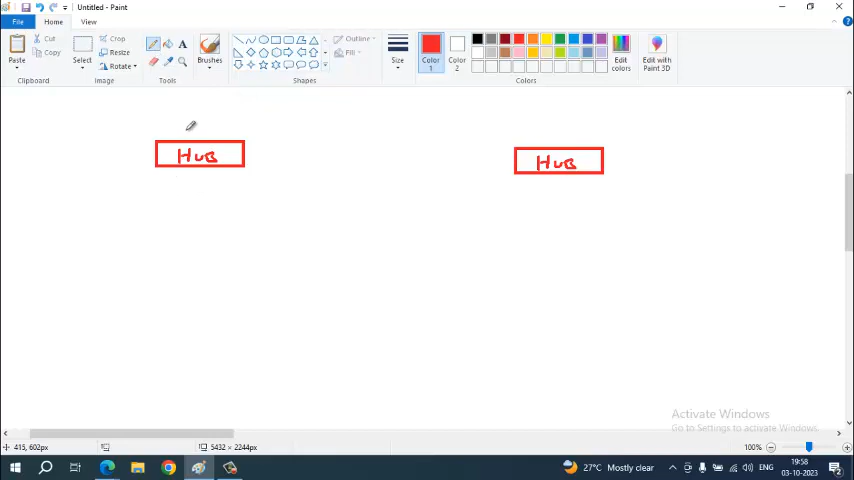 Untitled - Paint
File
Home
View
Paste
Cut
Copy
Clipboard
Select
Crop
Resize
Rotate
Image
A
Tools
Brushes
Outline
Fill
Shapes
Size
Color
1
Color
2
Edit
colors
Colors
Edit with
Paint 3D
HUB
HUB
Activate Windows
Go to Settings to activate Windows.
415, 602px
5432 × 2244px
100%
27°C Mostly clear
ENG
19:58
03-10-2023
2